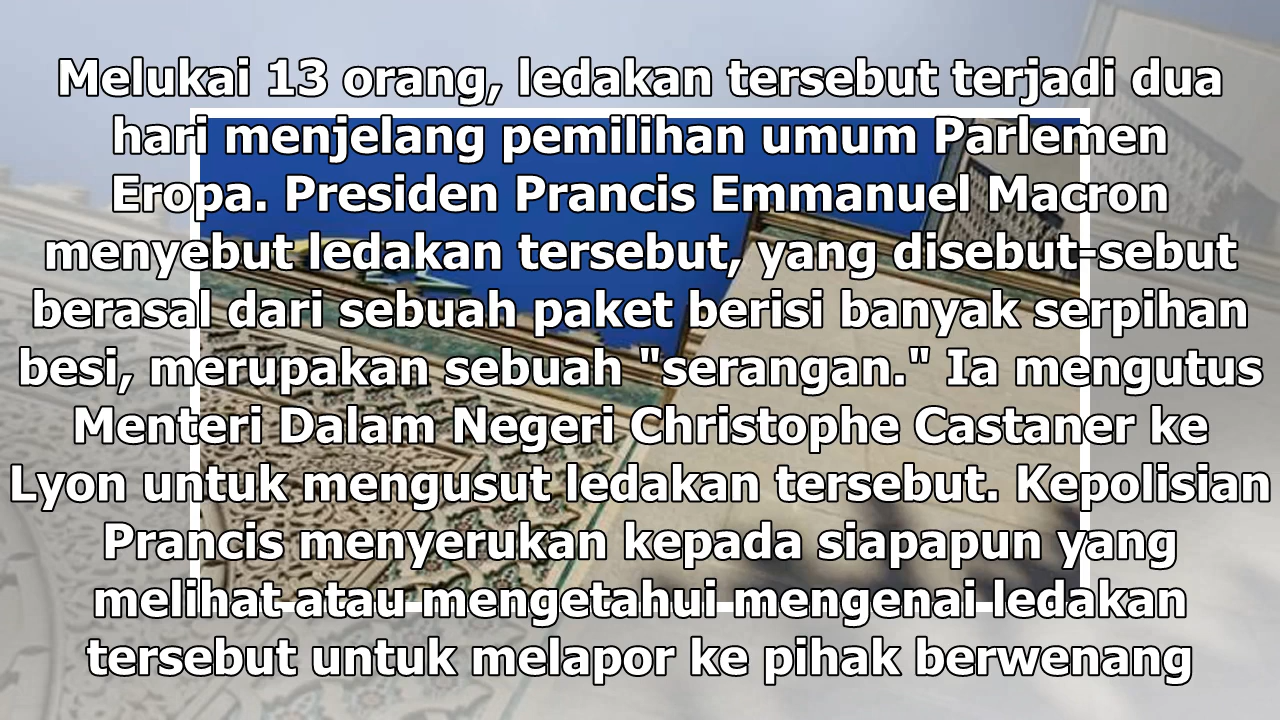 Melukai 13 orang, ledakan tersebut terjadi dua
hari menjelang pemilihan umum Parlemen
Eropa. Presiden Prancis Emmanuel Macron
menyebut ledakan tersebut, yang disebut-sebut
berasal dari sebuah paket berisi banyak serpihan
besi, merupakan sebuah "serangan." Ia mengutus
Menteri Dalam Negeri Christophe Castaner ke
Lyon untuk mengusut ledakan tersebut. Kepolisian
Prancis menyerukan kepada siapapun yang
melihat atau mengetahui mengenai ledakan
tersebut untuk melapor ke pihak berwenang